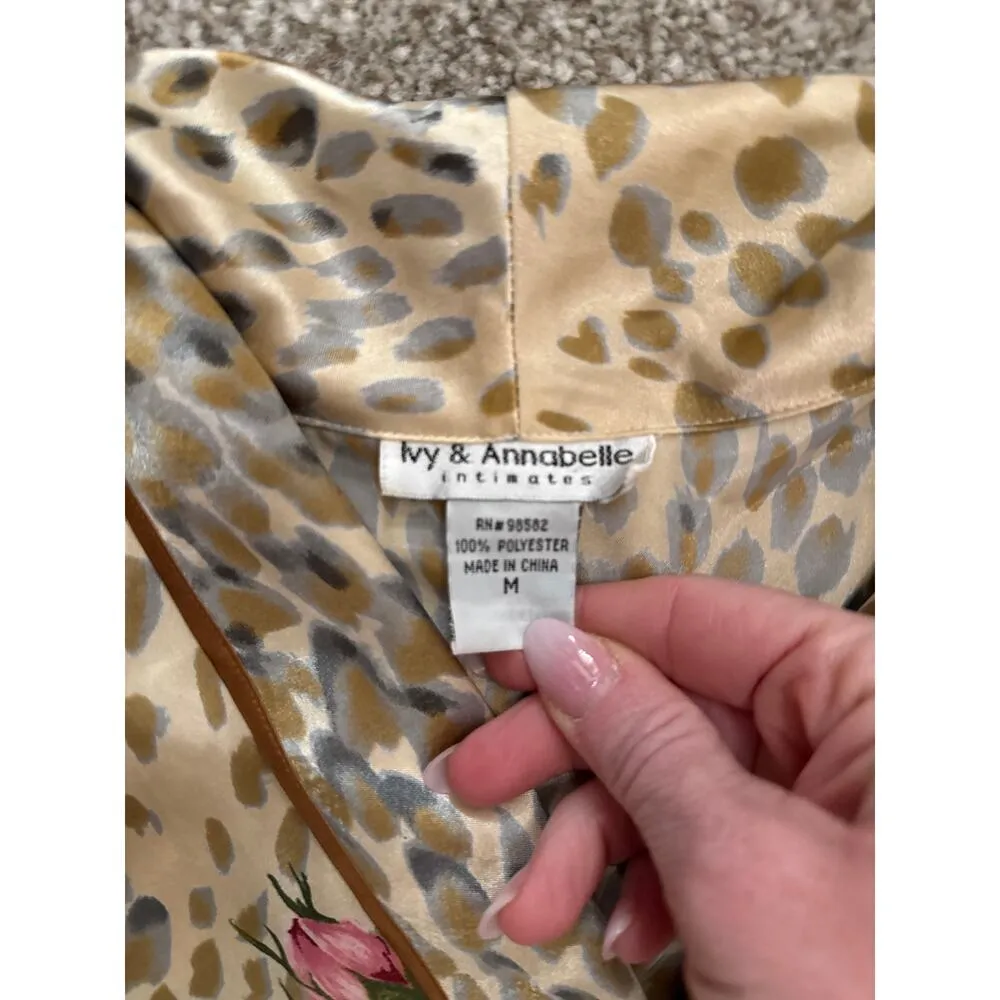 Ivy & Annabelle
intimates
RN#98582
100% POLYESTER
MADE IN CHINA
M